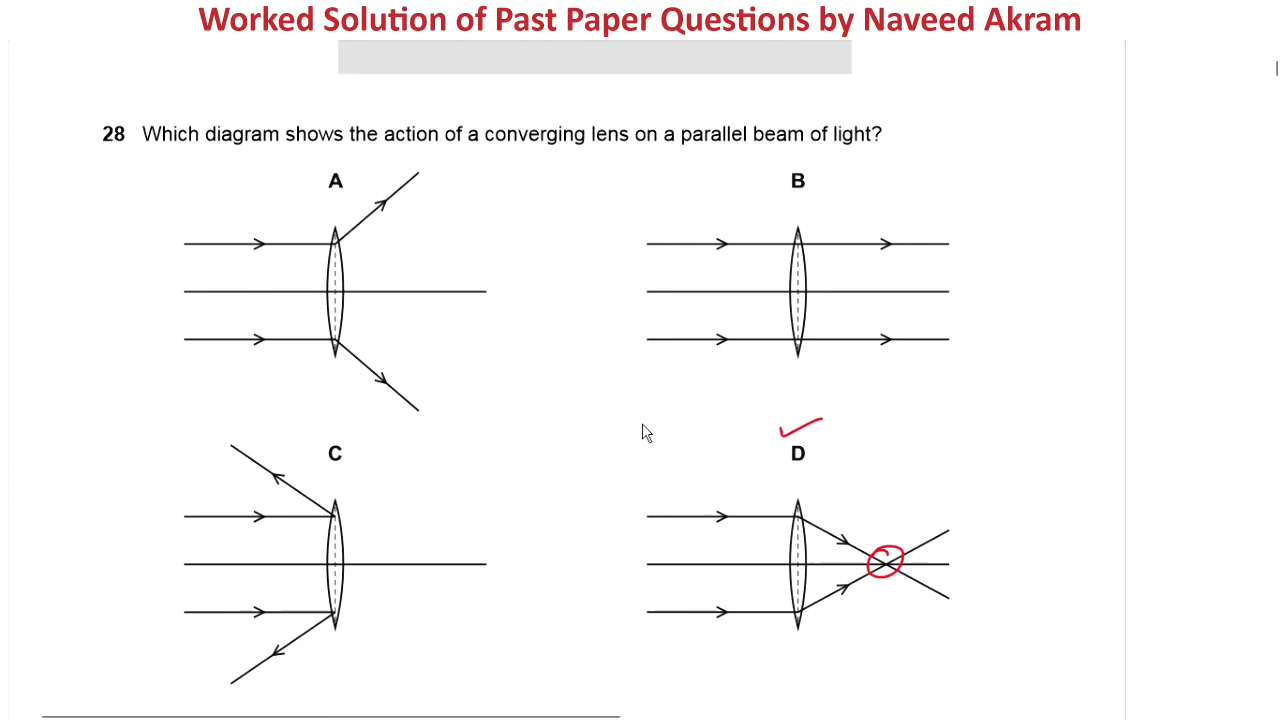 Worked Solution of Past Paper Questions by Naveed Akram
28 Which diagram shows the action of a converging lens on a parallel beam of light?
A
B
C
D